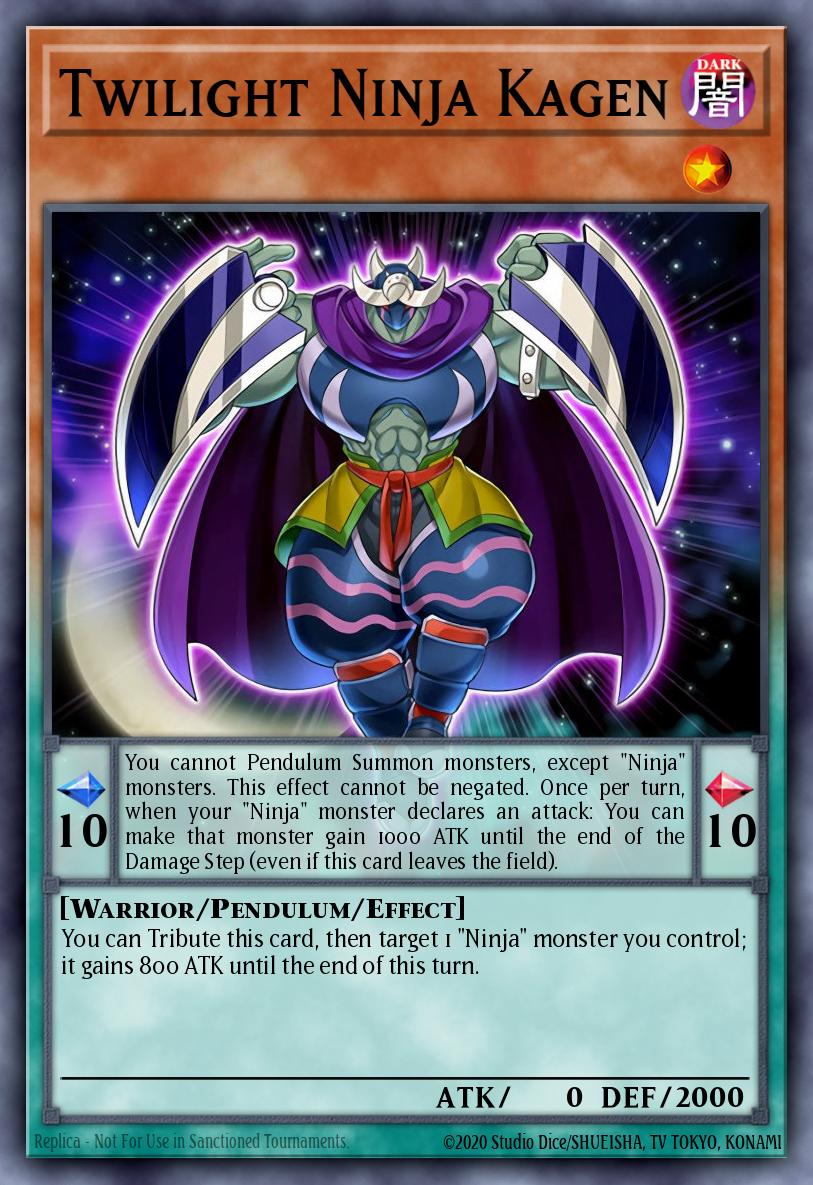 Twilight Ninja Kagen
DARK
闇
You cannot Pendulum Summon monsters, except "Ninja"
monsters. This effect cannot be negated. Once per turn,
when your "Ninja" monster declares an attack: You can
make that monster gain 1000 ATK until the end of the
Damage Step (even if this card leaves the field).
10
10
[Warrior/Pendulum/Effect]
You can Tribute this card, then target 1 "Ninja" monster you control;
it gains 800 ATK until the end of this turn.
ATK/ 0 DEF/2000
Replica - Not For Use in Sanctioned Tournaments.
©2020 Studio Dice/SHUEISHA, TV TOKYO, KONAMI